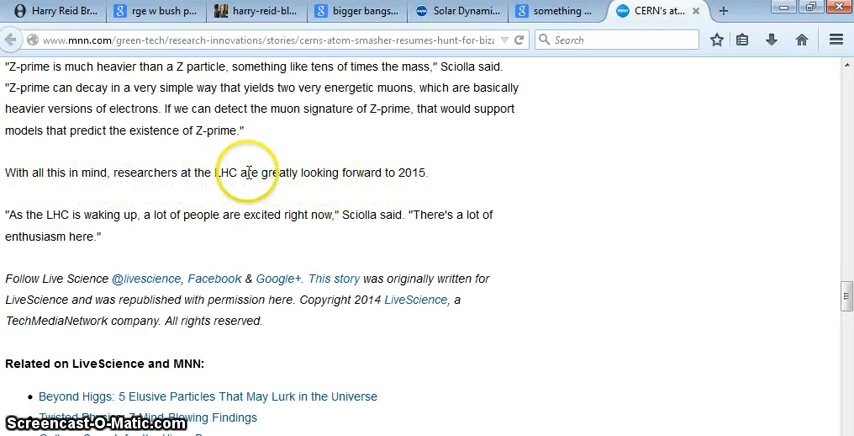 Harry Reid Br...
rge w bush p...
harry-reid-bl...
bigger bangs...
Solar Dynamic...
something ...
CERN's at...
www.mnn.com/green-tech/research-innovations/stories/cerns-atom-smasher-resumes-hunt-for-biza
Search
"Z-prime is much heavier than a Z particle, something like tens of times the mass," Sciolla said.
"Z-prime can decay in a very simple way that yields two very energetic muons, which are basically
heavier versions of electrons. If we can detect the muon signature of Z-prime, that would support
models that predict the existence of Z-prime."
With all this in mind, researchers at the LHC are greatly looking forward to 2015.
"As the LHC is waking up, a lot of people are excited right now," Sciolla said. "There's a lot of
enthusiasm here."
Follow Live Science @livescience, Facebook & Google+. This story was originally written for
LiveScience and was republished with permission here. Copyright 2014 LiveScience, a
TechMediaNetwork company. All rights reserved.
Related on LiveScience and MNN:
Beyond Higgs: 5 Elusive Particles That May Lurk in the Universe
Twisted Physics: 7 Mind-Blowing Findings
Screencast-O-Matic.com